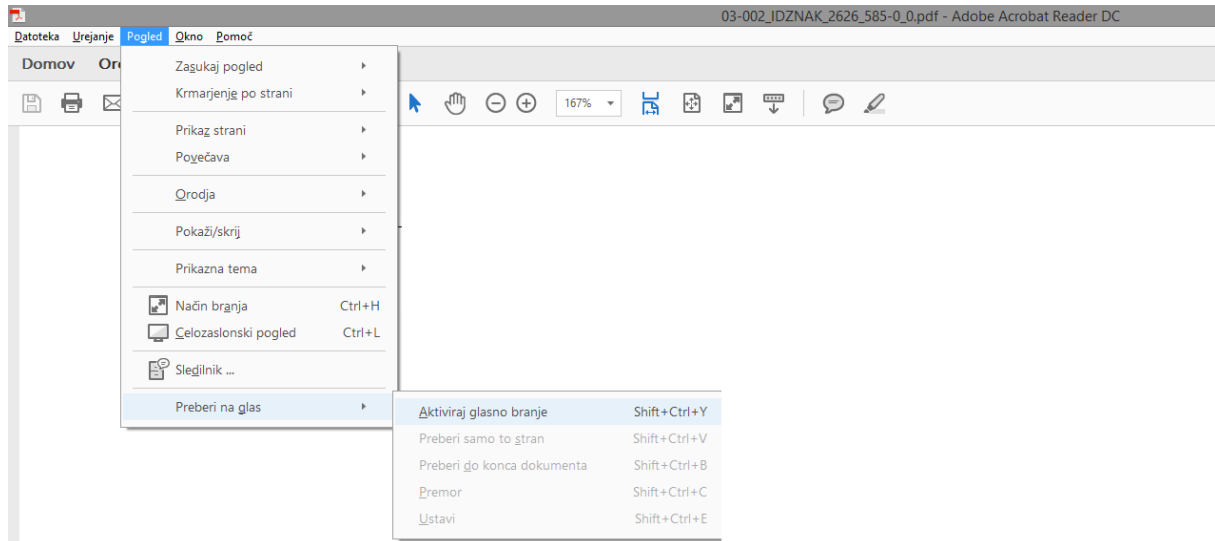 03-002_IDZNAK_2626_585-0_0.pdf - Adobe Acrobat Reader DC
Datoteka Urejanje Pogled Okno Pomoč
Domov Oro
167%
Zasukaj pogled
Krmarjenje po strani
Prikaz strani
Povečava
Orodja
Pokaži/skrij
Prikazna tema
Način branja Ctrl+H
Celozaslonski pogled Ctrl+L
Sledilnik ...
Preberi na glas
Aktiviraj glasno branje Shift+Ctrl+Y
Preberi samo to stran Shift+Ctrl+V
Preberi do konca dokumenta Shift+Ctrl+B
Premor Shift+Ctrl+C
Ustavi Shift+Ctrl+E